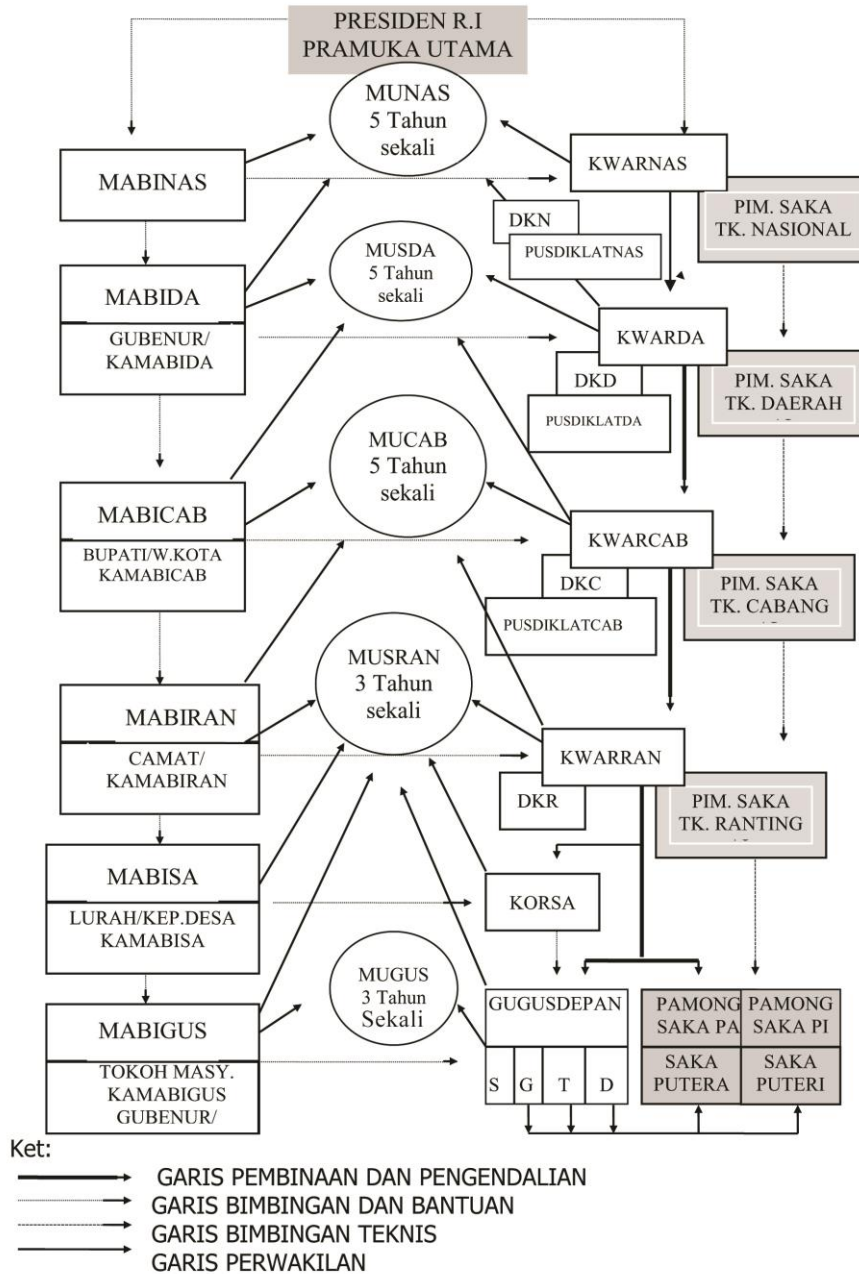 PRESIDEN R.I
PRAMUKA UTAMA
MUNAS
5 Tahun
sekali
MABINAS
KWARNAS
PIM. SAKA
TK. NASIONAL
DKN
PUSDIKLATNAS
MUSDA
5 Tahun
sekali
MABIDA
GUBENUR/
KAMABIDA
KWARDA
DKD
PUSDIKLATDA
PIM. SAKA
TK. DAERAH
MUCAB
5 Tahun
sekali
MABICAB
BUPATI/W.KOTA
KAMABICAB
KWARCAB
DKC
PUSDIKLATCAB
PIM. SAKA
TK. CABANG
MUSRAN
3 Tahun
sekali
MABIRAN
CAMAT/
KAMABIRAN
KWARRAN
DKR
PIM. SAKA
TK. RANTING
MABISA
LURAH/KEP.DESA
KAMABISA
KORSA
MUGUS
3 Tahun
Sekali
MABIGUS
TOKOH MASY.
KAMABIGUS
GUBENUR/
GUGUSDEPAN
S G T D
PAMONG
SAKA PA
PAMONG
SAKA PI
SAKA
PUTERA
SAKA
PUTERI
Ket:
GARIS PEMBINAAN DAN PENGENDALIAN
GARIS BIMBINGAN DAN BANTUAN
GARIS BIMBINGAN TEKNIS
GARIS PERWAKILAN